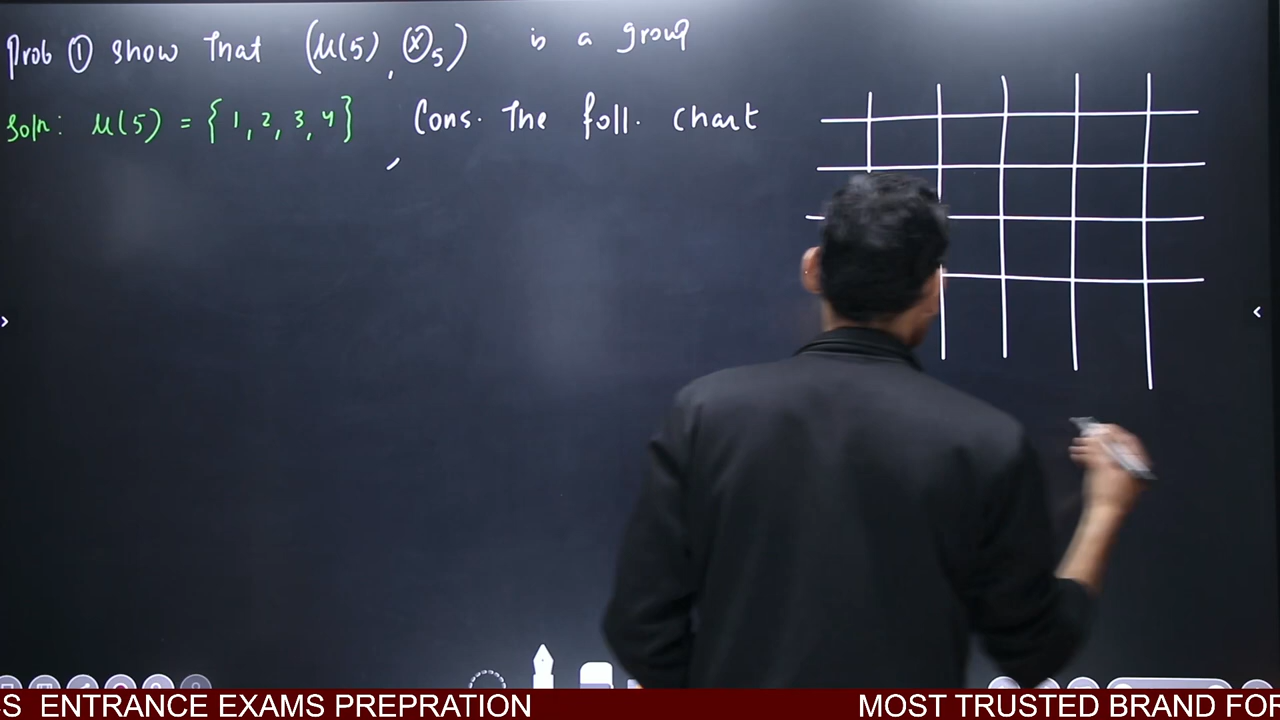 Prob ① show that (u(5), ⊗₅) is a group
Soln: u(5) = {1, 2, 3, 4}, Cons. the foll. chart
S ENTRANCE EXAMS PREPRATION MOST TRUSTED BRAND FOR